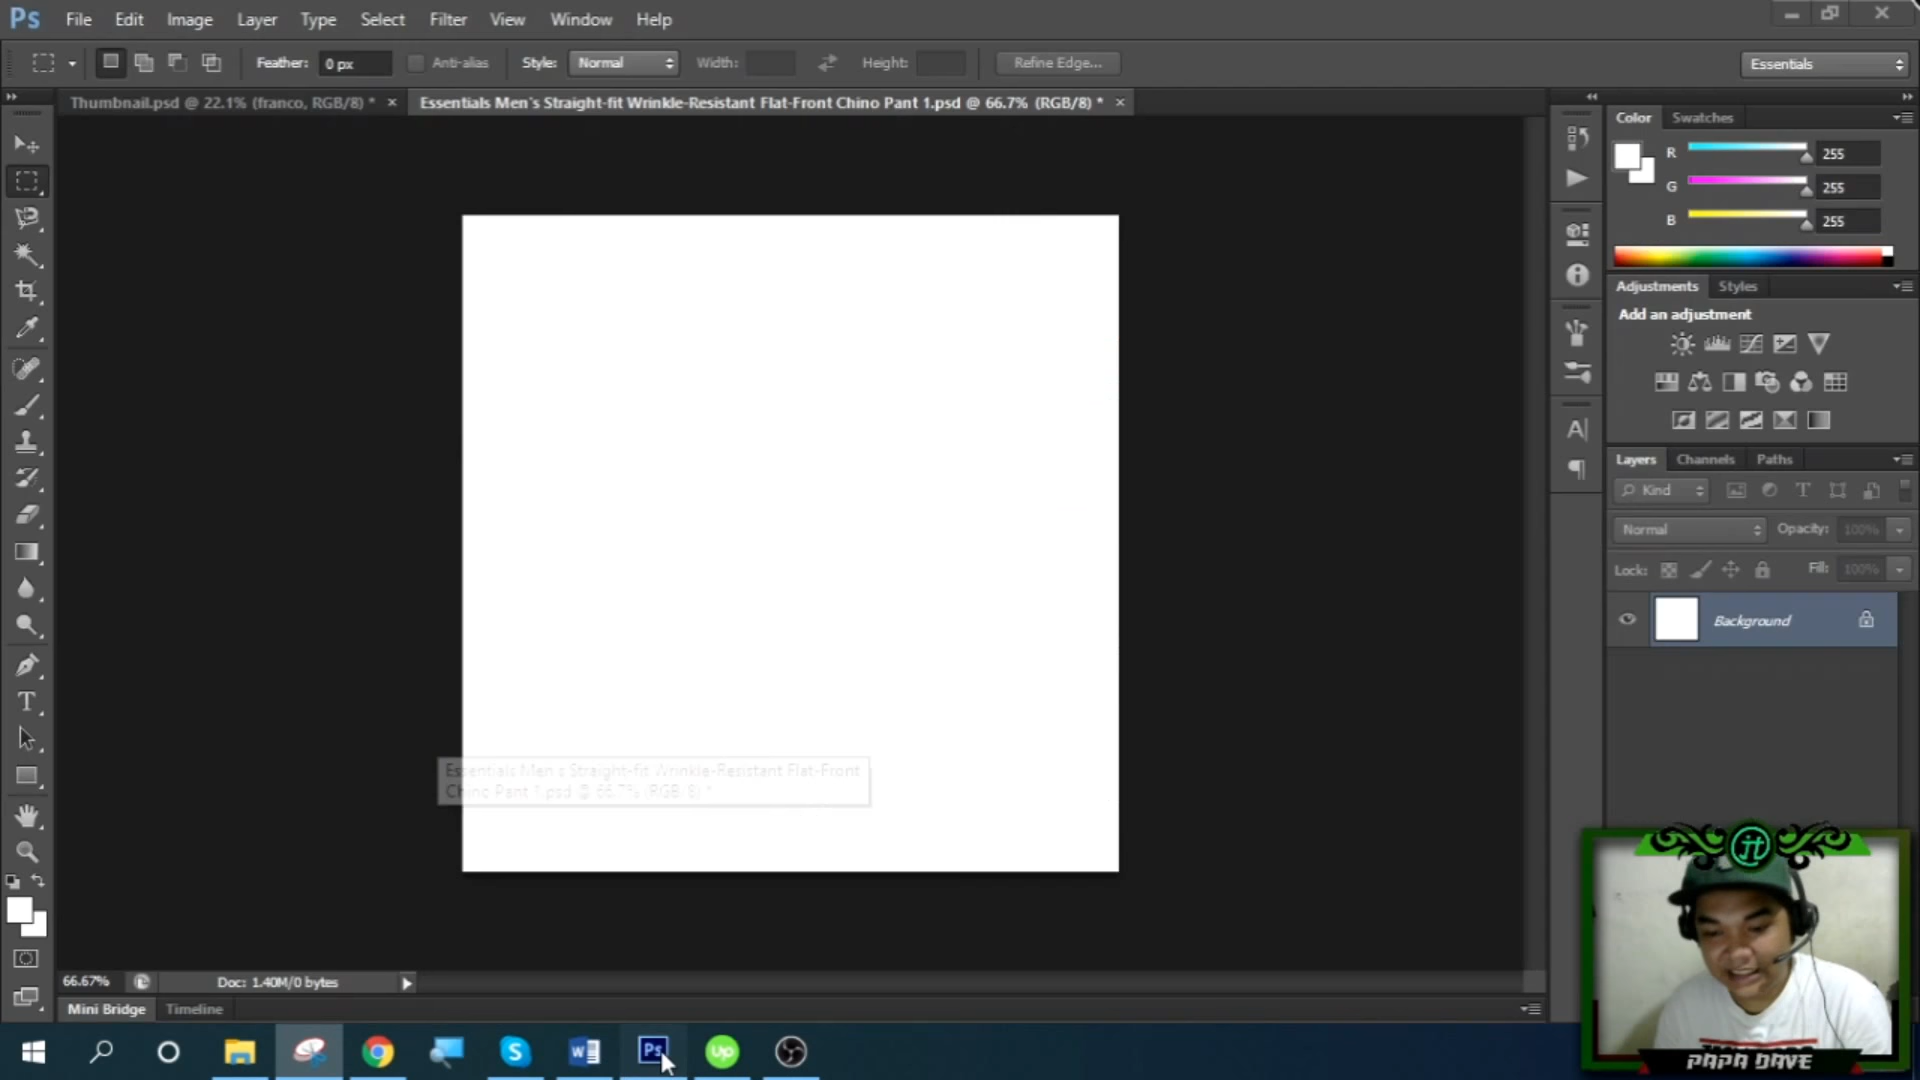 Ps File Edit Image Layer Type Select Filter View Window Help
Feather: 0 px Anti-alias Style: Normal Width: Height: Refine Edge... Essentials
Thumbnail.psd @ 22.1% (franco, RGB/8) * × Essentials Men's Straight-fit Wrinkle-Resistant Flat-Front Chino Pant 1.psd @ 66.7% (RGB/8) * ×
Color Swatches
R 255
G 255
B 255
Adjustments Styles
Add an adjustment
Layers Channels Paths
Kind
Normal Opacity: 100%
Lock: Fill: 100%
Background
Essentials Men's Straight-fit Wrinkle-Resistant Flat-Front
Chino Pant 1.psd @ 66.7% (RGB/8) *
66.67% Doc: 1.40M/0 bytes
Mini Bridge Timeline
Ps
Up
jt
PAPA DAVE